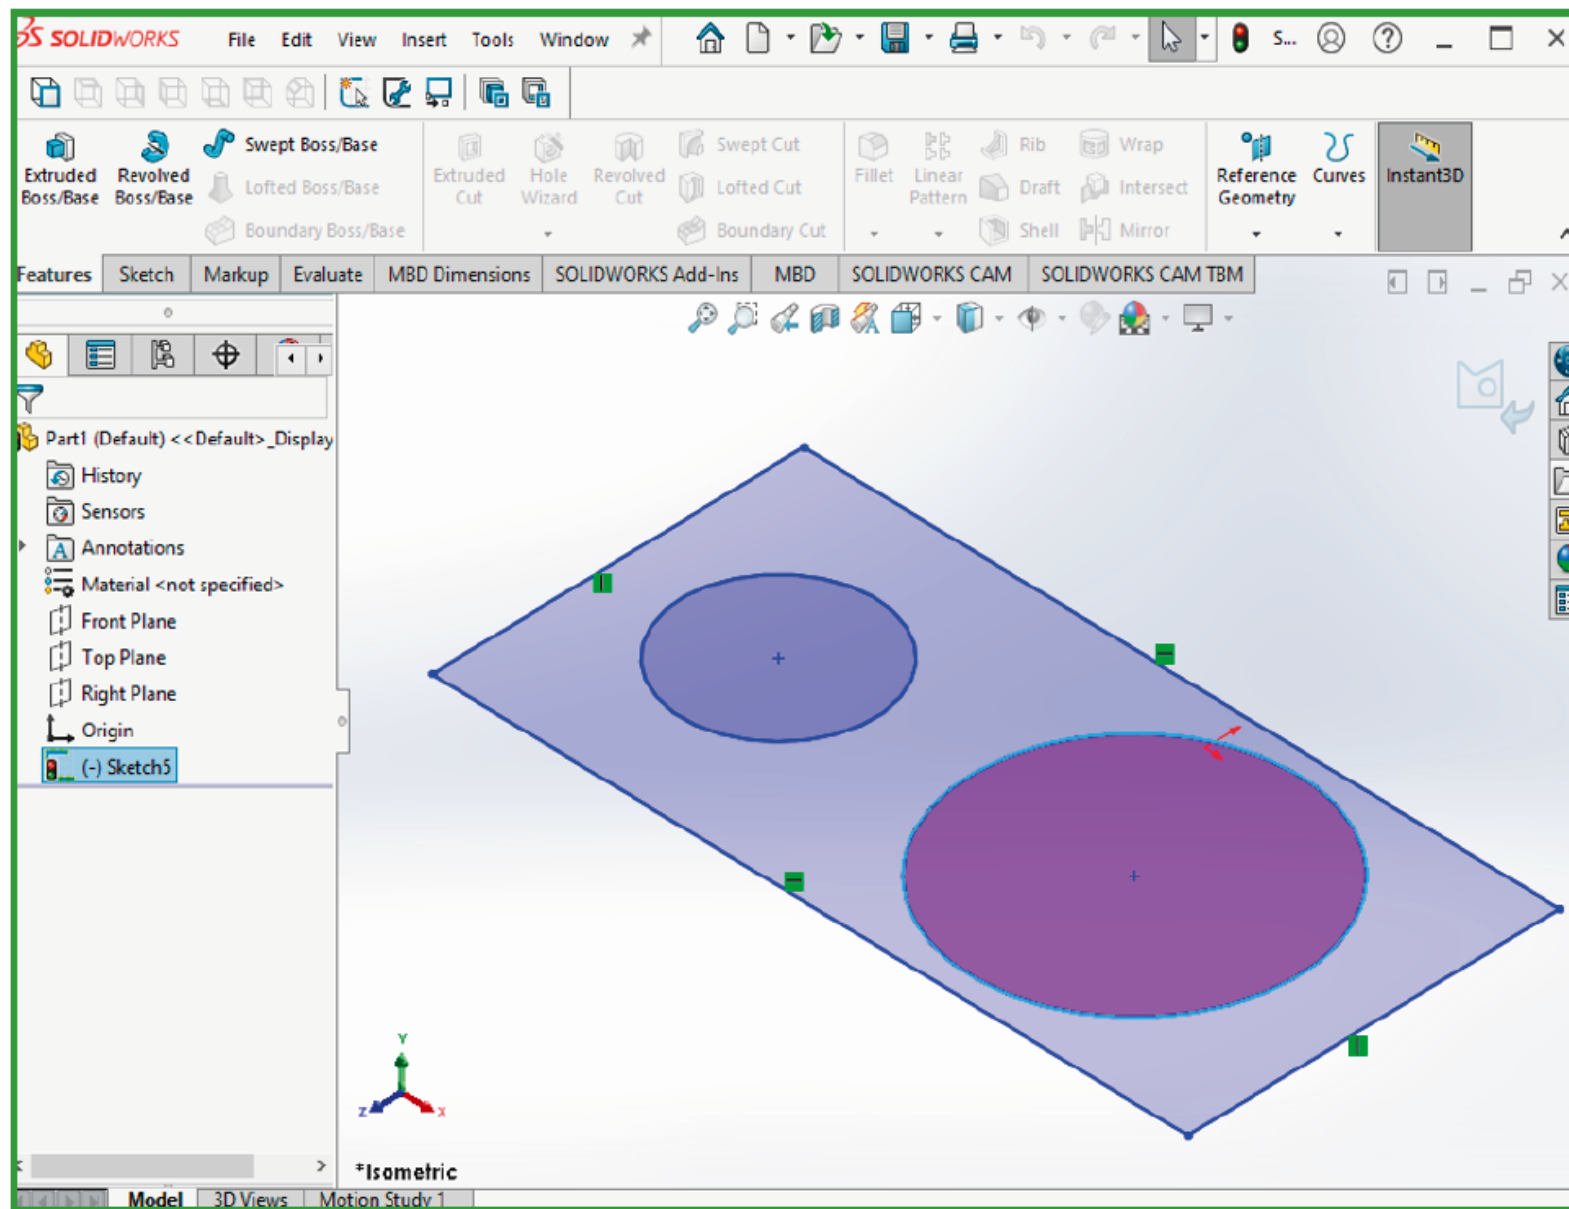 SOLIDWORKS File Edit View Insert Tools Window S...
Extruded Boss/Base Revolved Boss/Base Swept Boss/Base Lofted Boss/Base Boundary Boss/Base Extruded Cut Hole Wizard Revolved Cut Swept Cut Lofted Cut Boundary Cut Fillet Linear Pattern Rib Draft Shell Wrap Intersect Mirror Reference Geometry Curves Instant3D
Features Sketch Markup Evaluate MBD Dimensions SOLIDWORKS Add-Ins MBD SOLIDWORKS CAM SOLIDWORKS CAM TBM
Part1 (Default) <<Default>_Display
History
Sensors
Annotations
Material <not specified>
Front Plane
Top Plane
Right Plane
Origin
(-) Sketch5
Y
Z X
*Isometric
Model 3D Views Motion Study 1